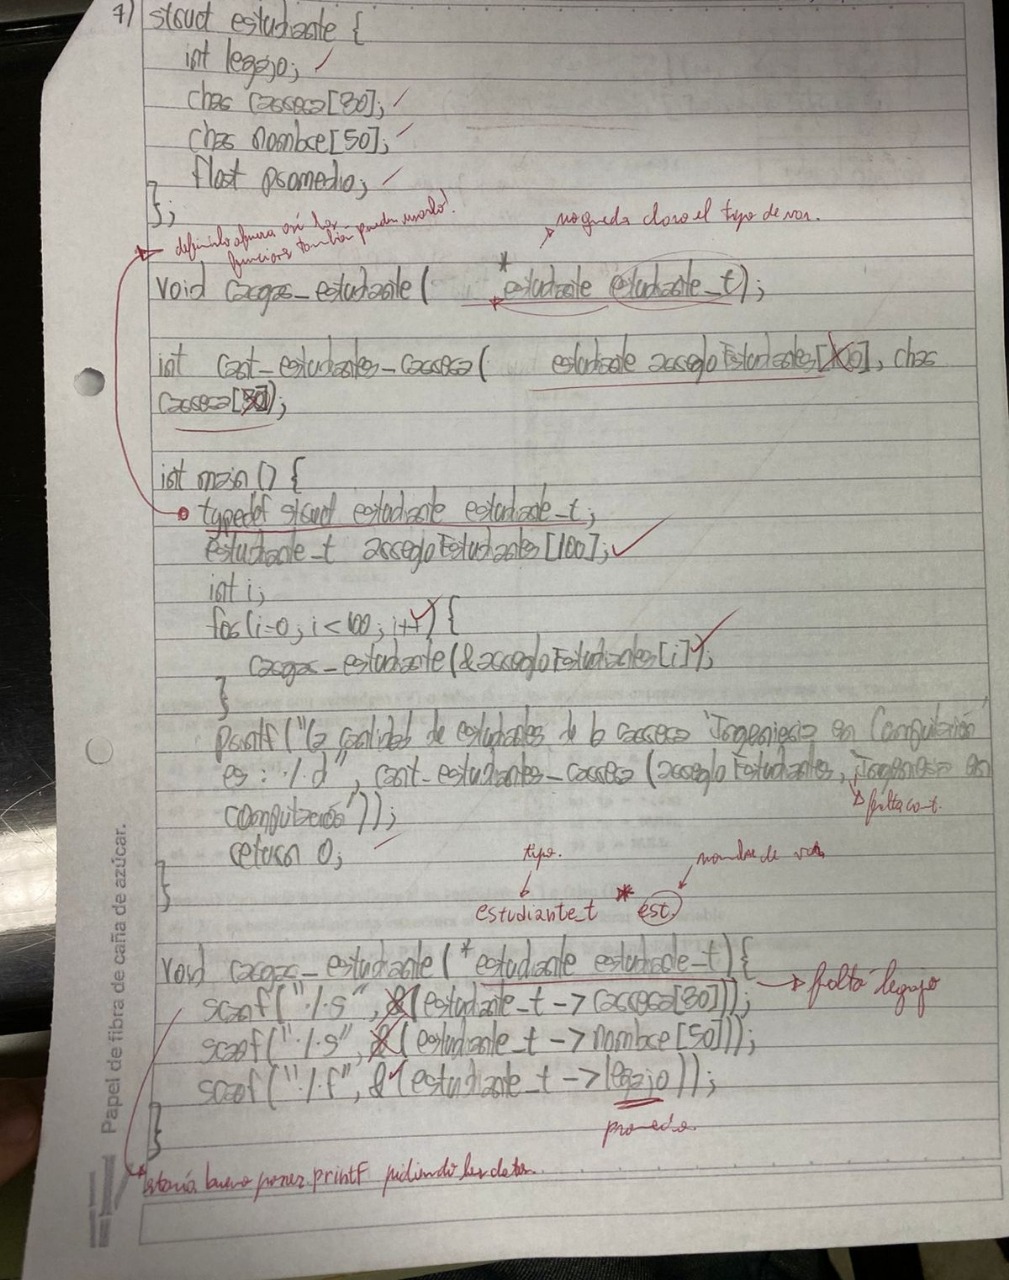 7) struct estudiante {
int legajo;
char carrera[30];
char nombre[50];
float promedio;
};
no queda claro el tipo de var.
definirlo afuera así las
funciones también pueden usarlo!
void cargar_estudiante( * estudiante estudiante_t);
int cant_estudiantes_carrera( estudiante arregloEstudiantes[100], char
carrera[30]);
int main () {
typedef struct estudiante estudiante_t;
estudiante_t arregloEstudiantes[100];
int i;
for(i=0; i<100; i++) {
cargar_estudiante(&arregloEstudiantes[i]);
}
printf("La cantidad de estudiantes de la carrera 'Ingenieria en Computación'
es: %d", cant_estudiantes_carrera (arregloEstudiantes, 'Ingenieria en
Computacion'));
falta cont.
return 0;
}
tipo. nombre de var
estudiante_t * est)
void cargar_estudiante (*estudiante estudiante_t) {
falta legajo
scanf("%s", &(estudiante_t->carrera[30]));
scanf("%s", &(estudiante_t->nombre[50]));
scanf("%f", &(estudiante_t->legajo));
promedio.
}
estaría bueno poner printf pidiendo los datos.
Papel de fibra de caña de azúcar.